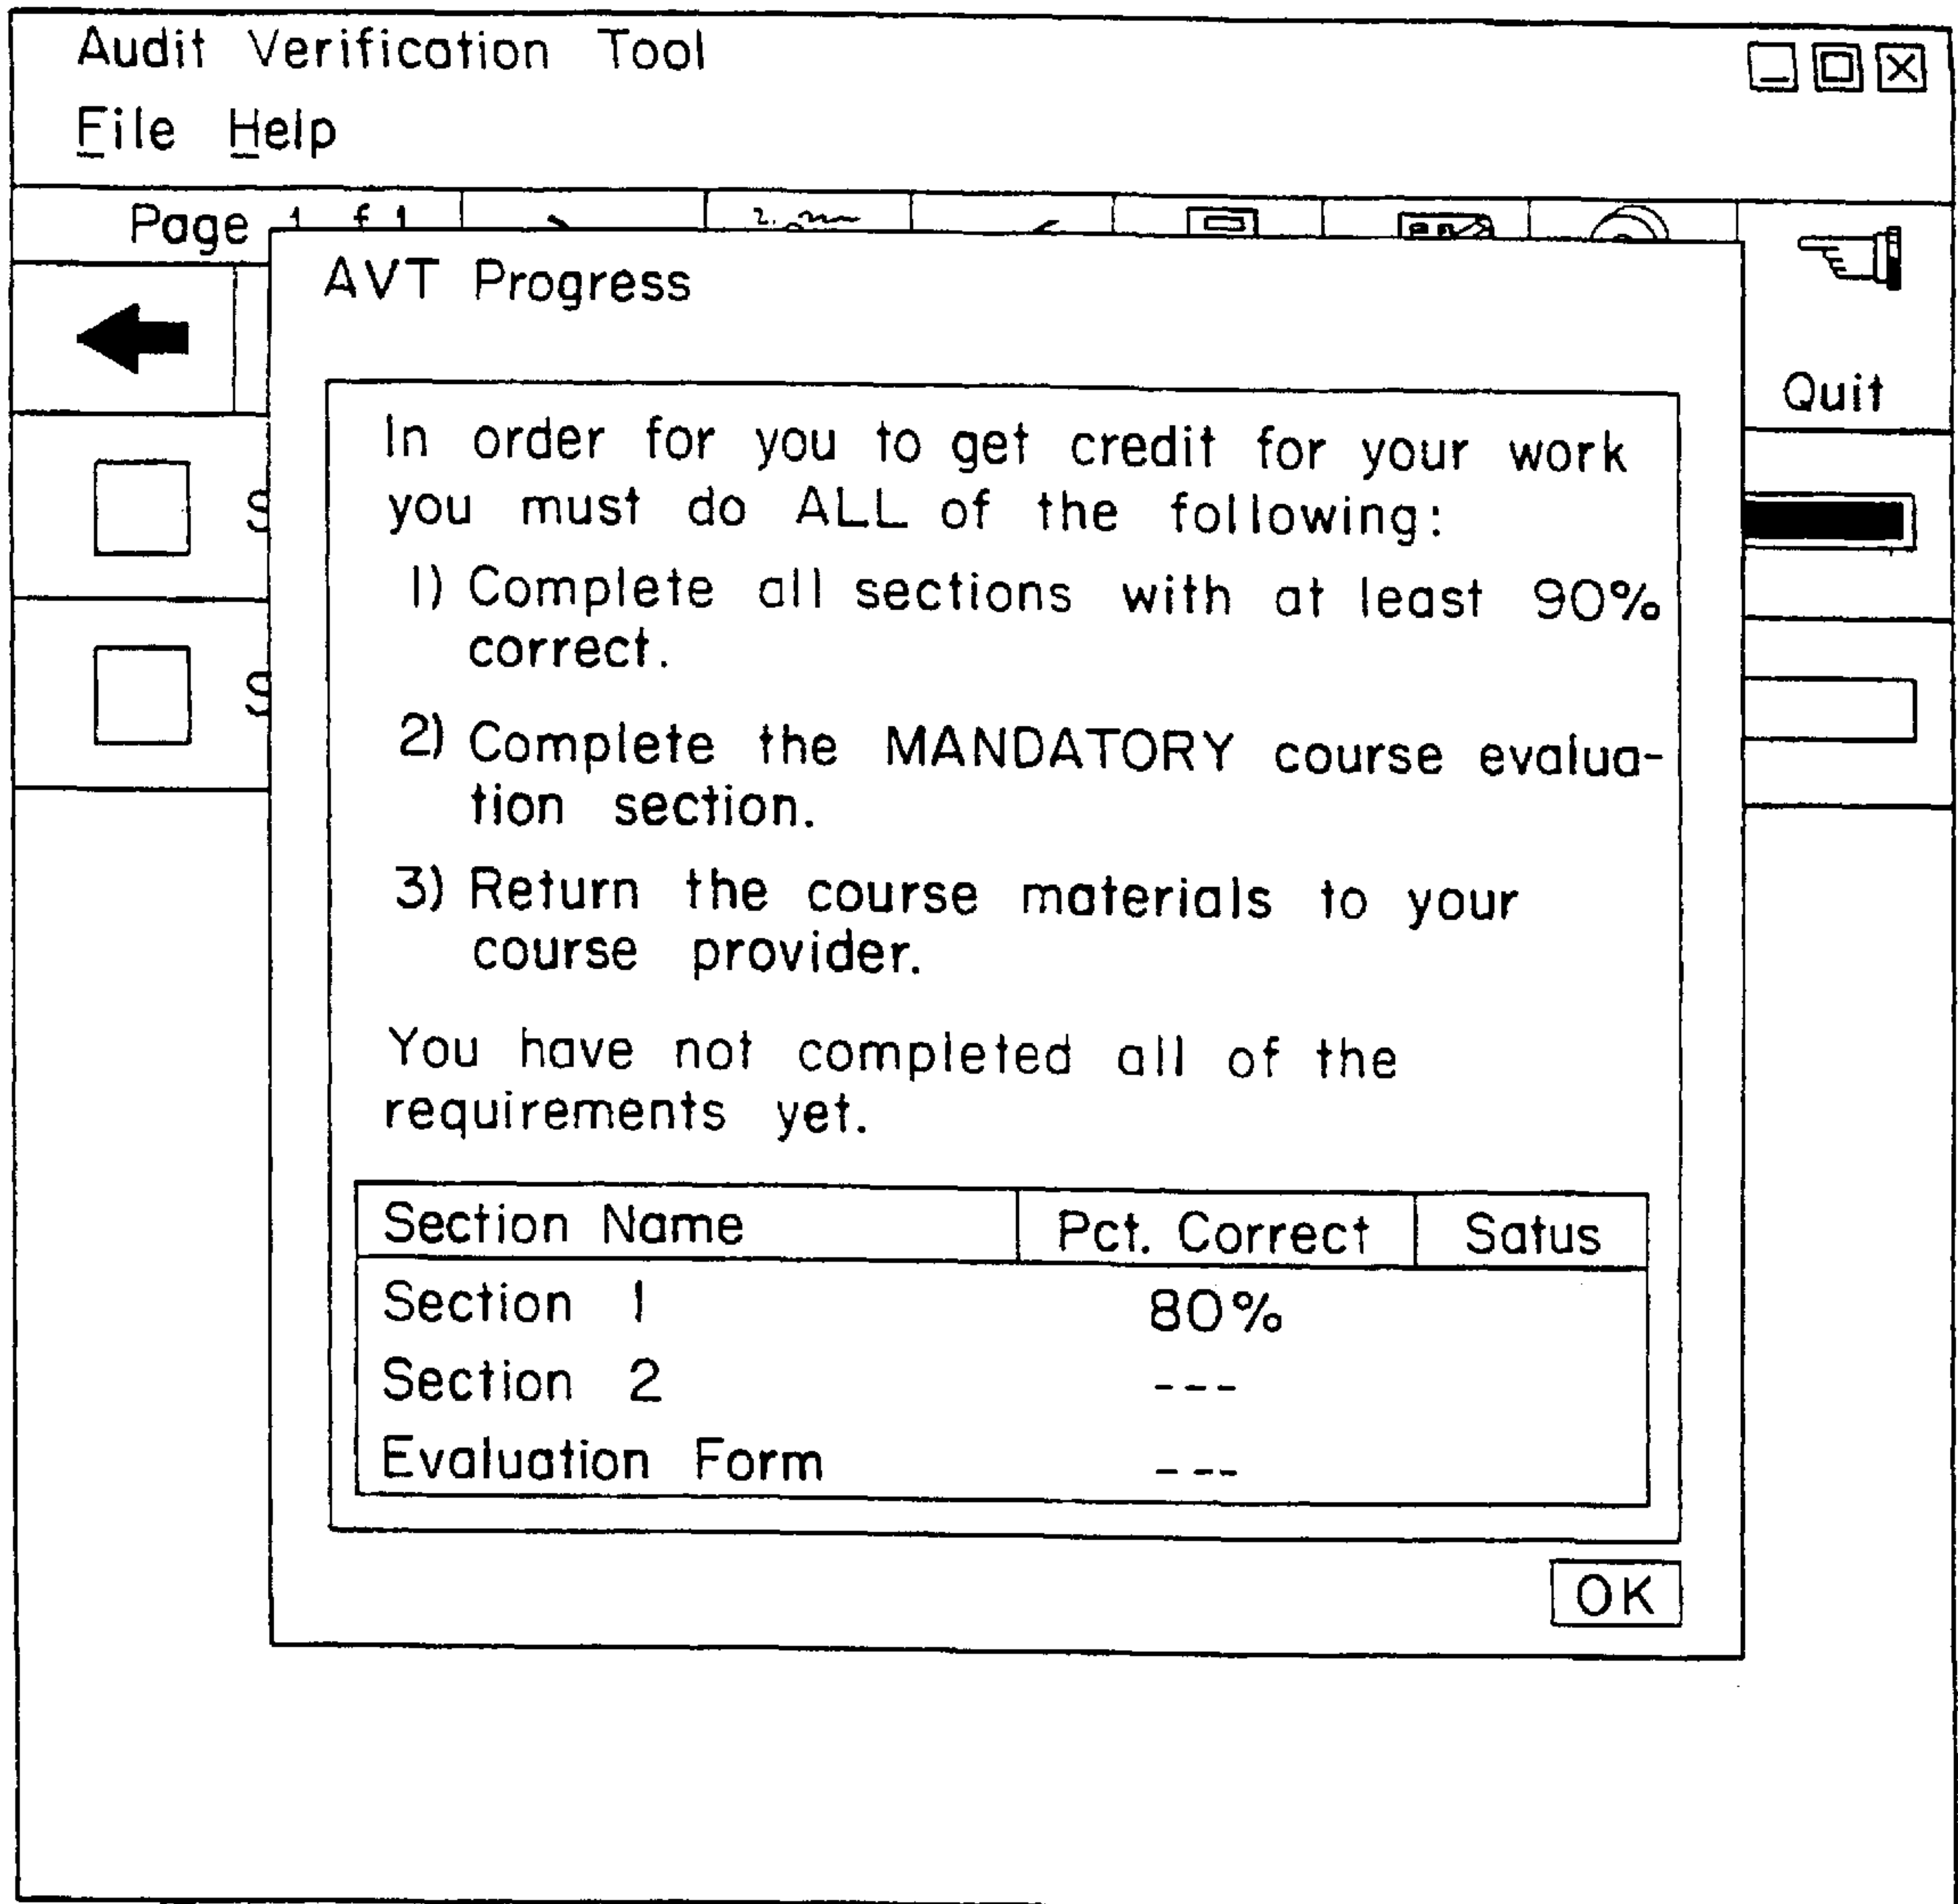 Audit Verification Tool
File Help
Page 1 of 1
Quit
S
S
AVT Progress
In order for you to get credit for your work
you must do ALL of the following:
1) Complete all sections with at least 90%
correct.
2) Complete the MANDATORY course evalua-
tion section.
3) Return the course materials to your
course provider.
You have not completed all of the
requirements yet.
Section Name Pct. Correct Satus
Section 1 80%
Section 2 ---
Evaluation Form ---
OK